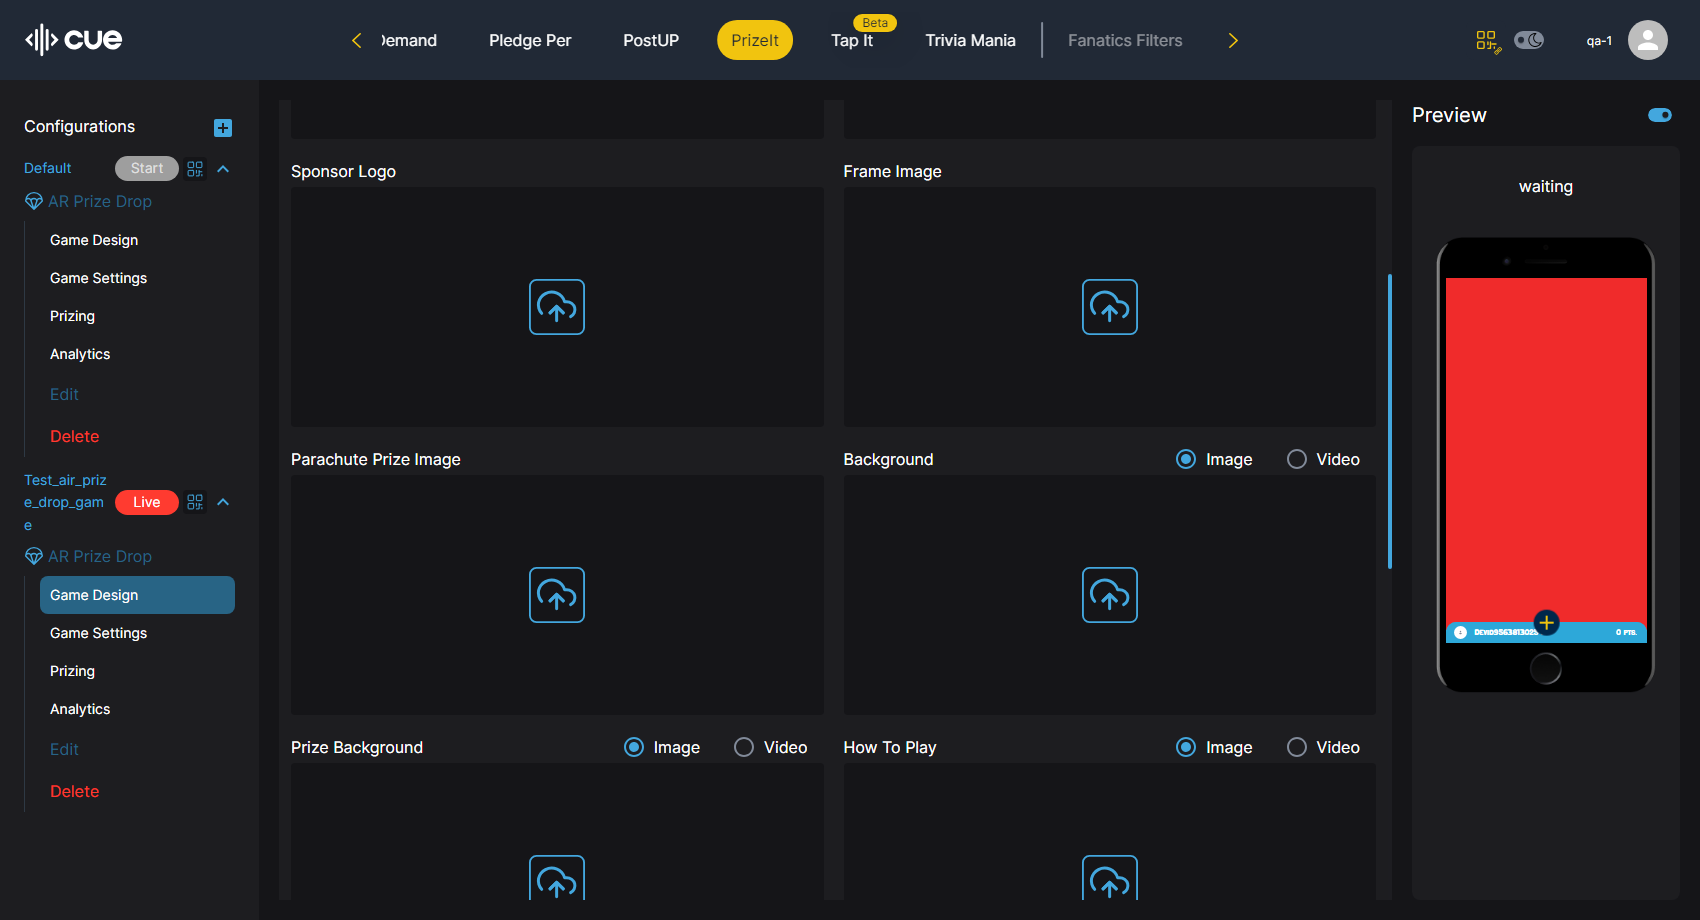 cue
Demand
Pledge Per
PostUP
PrizeIt
Beta
Tap It
Trivia Mania
Fanatics Filters
qa-1
Configurations
Default
Start
AR Prize Drop
Game Design
Game Settings
Prizing
Analytics
Edit
Delete
Test_air_priz
e_drop_gam
e
Live
AR Prize Drop
Game Design
Game Settings
Prizing
Analytics
Edit
Delete
Sponsor Logo
Frame Image
Parachute Prize Image
Background
Image
Video
Prize Background
Image
Video
How To Play
Image
Video
Preview
waiting
0 PTS.